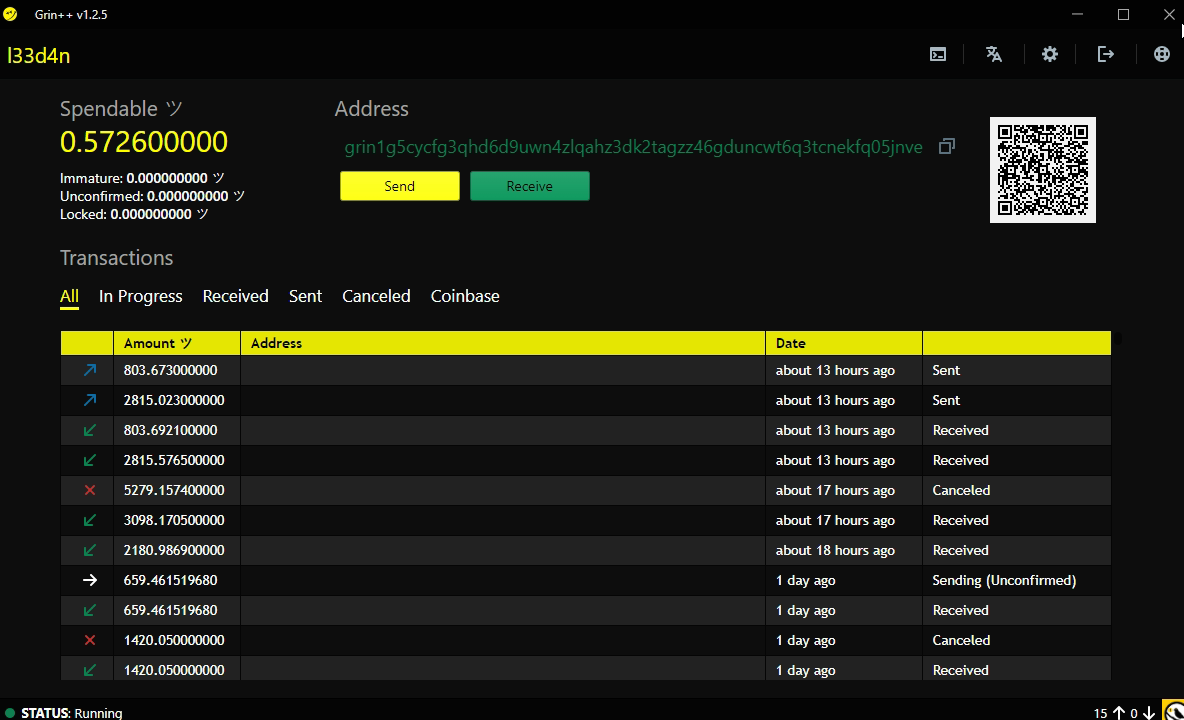 Grin++ v1.2.5
l33d4n
Spendable ツ
0.572600000
Immature: 0.000000000 ツ
Unconfirmed: 0.000000000 ツ
Locked: 0.000000000 ツ
Address
grin1g5cycfg3qhd6d9uwn4zlqahz3dk2tagzz46gduncwt6q3tcnekfq05jnve
Send Receive
Transactions
All In Progress Received Sent Canceled Coinbase
Amount ツ Address Date
803.673000000 about 13 hours ago Sent
2815.023000000 about 13 hours ago Sent
803.692100000 about 13 hours ago Received
2815.576500000 about 13 hours ago Received
5279.157400000 about 17 hours ago Canceled
3098.170500000 about 17 hours ago Received
2180.986900000 about 18 hours ago Received
659.461519680 1 day ago Sending (Unconfirmed)
659.461519680 1 day ago Received
1420.050000000 1 day ago Canceled
1420.050000000 1 day ago Received
STATUS: Running 15 0